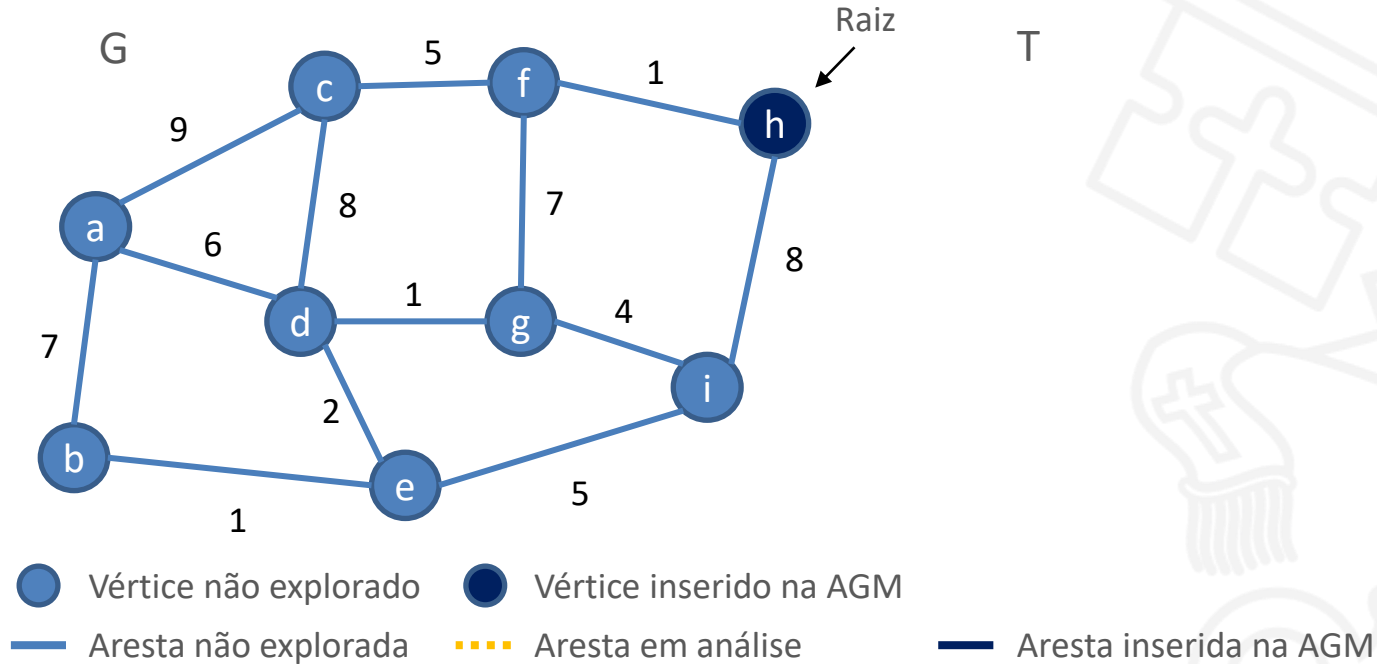 Raiz
G
T
5
1
c
f
h
9
8
7
a
6
8
1
4
d
g
7
i
2
b
e
5
1
Vértice não explorado
Vértice inserido na AGM
Aresta não explorada
Aresta em análise
Aresta inserida na AGM